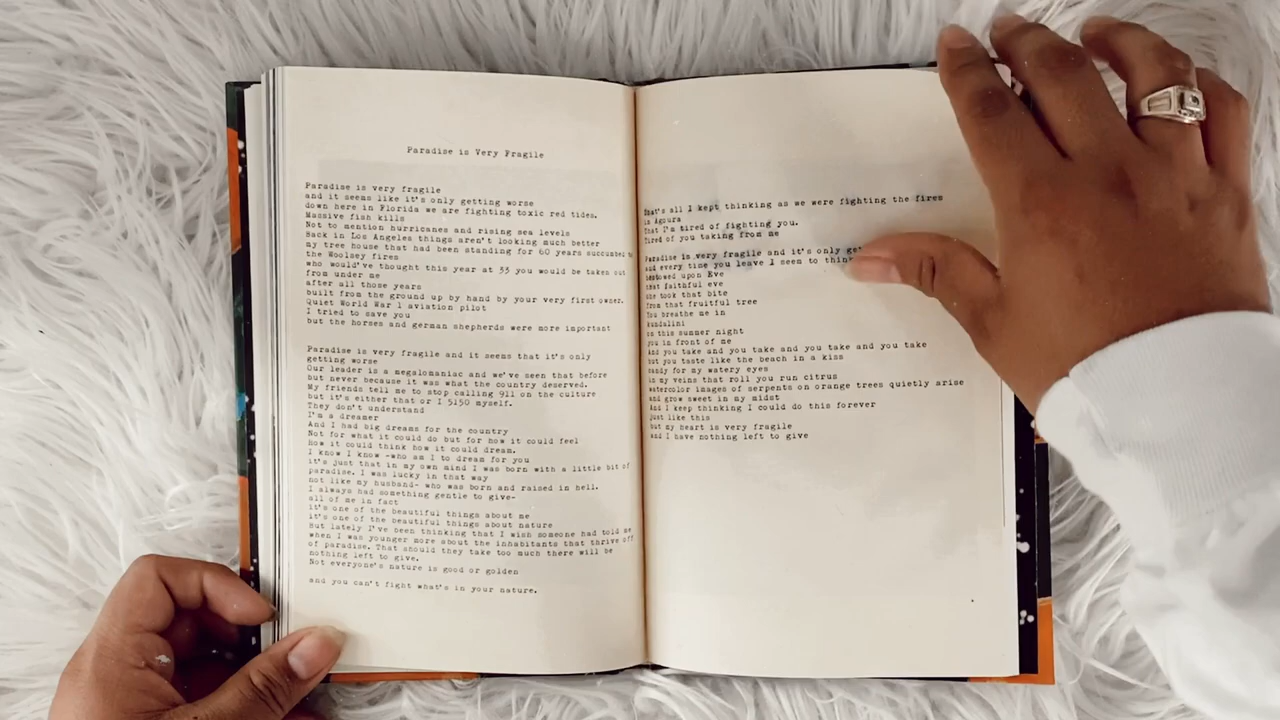 Paradise is Very Fragile
Paradise is very fragile
and it seems like it's only getting worse
down here in Florida we are fighting toxic red tides.
Massive fish kills
Not to mention hurricanes and rising sea levels
Back in Los Angeles things aren't looking much better
my tree house that had been standing for 60 years succumbed to
the Woolsey fires
who would've thought this year at 33 you would be taken out
from under me
after all those years
built from the ground up by hand by your very first owner.
Quiet World War 1 aviation pilot
I tried to save you
but the horses and german shepherds were more important
Paradise is very fragile and it seems that it's only
getting worse
Our leader is a megalomaniac and we've seen that before
but never because it was what the country deserved.
My friends tell me to stop calling 911 on the culture
but it's either that or I 5150 myself.
They don't understand
I'm a dreamer
And I had big dreams for the country
Not for what it could do but for how it could feel
How it could think how it could dream.
I know I know -who am I to dream for you
it's just that in my own mind I was born with a little bit of
paradise. I was lucky in that way
not like my husband- who was born and raised in hell.
I always had something gentle to give-
all of me in fact
it's one of the beautiful things about me
it's one of the beautiful things about nature
But lately I've been thinking that I wish someone had told me
when I was younger more about the inhabitants that thrive off
of paradise. That should they take too much there will be
nothing left to give.
Not everyone's nature is good or golden
and you can't fight what's in your nature.
that's all I kept thinking as we were fighting the fires
in Agoura
that I'm tired of fighting you.
Tired of you taking from me
Paradise is very fragile and it's only
and every time you leave I seem to
bestowed upon Eve
that faithful eve
she took that bite
from that fruitful tree
You breathe me in
kundalini
on this summer night
you in front of me
And you take and you take and you take and you take
but you taste like the beach in a kiss
candy for my watery eyes
in my veins that roll you run citrus
watercolor images of serpents on orange trees quietly arise
and grow sweet in my midst
And I keep thinking I could do this forever
just like this
but my heart is very fragile
and I have nothing left to give